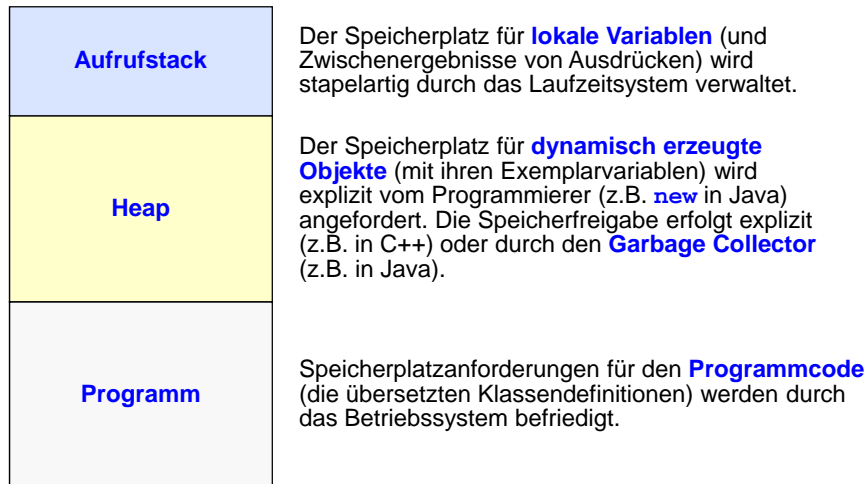 Aufrufstack
Der Speicherplatz für lokale Variablen (und
Zwischenergebnisse von Ausdrücken) wird
stapelartig durch das Laufzeitsystem verwaltet.
Heap
Der Speicherplatz für dynamisch erzeugte
Objekte (mit ihren Exemplarvariablen) wird
explizit vom Programmierer (z.B. new in Java)
angefordert. Die Speicherfreigabe erfolgt explizit
(z.B. in C++) oder durch den Garbage Collector
(z.B. in Java).
Programm
Speicherplatzanforderungen für den Programmcode
(die übersetzten Klassendefinitionen) werden durch
das Betriebssystem befriedigt.